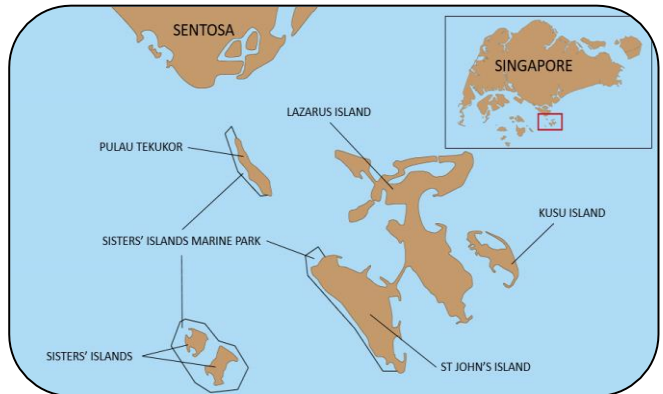 SENTOSA
SINGAPORE
LAZARUS ISLAND
PULAU TEKUKOR
KUSU ISLAND
SISTERS' ISLANDS MARINE PARK
SISTERS' ISLANDS
ST JOHN'S ISLAND